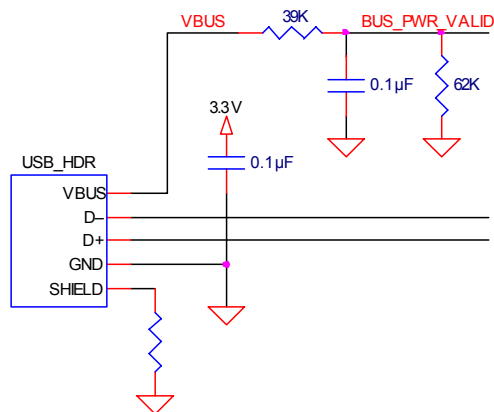 VBUS 39K BUS_PWR_VALID
0.1µF 62K
3.3V
0.1µF
USB_HDR
VBUS
D–
D+
GND
SHIELD